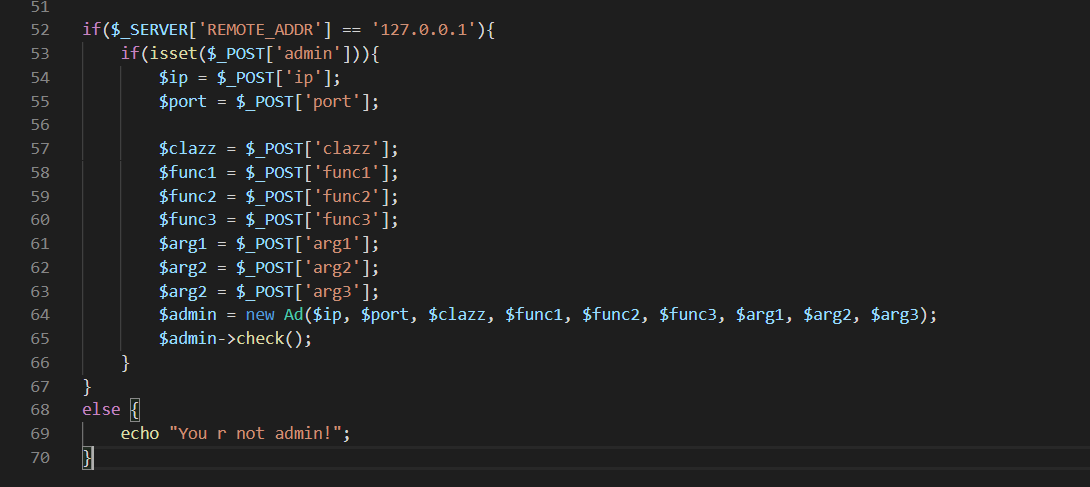 51
52 if($_SERVER['REMOTE_ADDR'] == '127.0.0.1'){
53 if(isset($_POST['admin'])){
54 $ip = $_POST['ip'];
55 $port = $_POST['port'];
56
57 $clazz = $_POST['clazz'];
58 $func1 = $_POST['func1'];
59 $func2 = $_POST['func2'];
60 $func3 = $_POST['func3'];
61 $arg1 = $_POST['arg1'];
62 $arg2 = $_POST['arg2'];
63 $arg2 = $_POST['arg3'];
64 $admin = new Ad($ip, $port, $clazz, $func1, $func2, $func3, $arg1, $arg2, $arg3);
65 $admin->check();
66 }
67 }
68 else {
69 echo "You r not admin!";
70 }